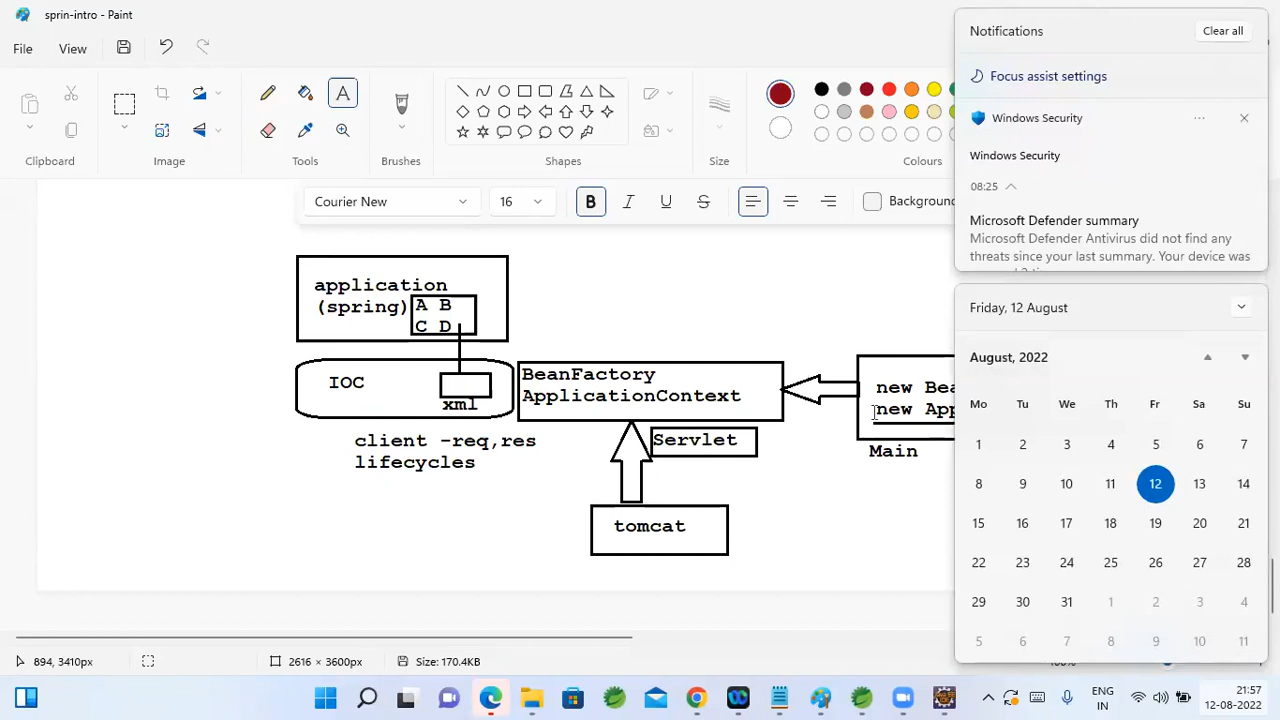 sprin-intro - Paint
File
View
Clipboard
Image
Tools
Brushes
Shapes
Size
Colours
Courier New
16
B
I
U
S
Background
application
(spring)
A B
C D
IOC
xml
client -req,res
lifecycles
BeanFactory
ApplicationContext
Servlet
tomcat
new Bea
new App
Main
Notifications
Clear all
Focus assist settings
Windows Security
Windows Security
08:25
Microsoft Defender summary
Microsoft Defender Antivirus did not find any
threats since your last summary. Your device was
Friday, 12 August
August, 2022
Mo Tu We Th Fr Sa Su
1 2 3 4 5 6 7
8 9 10 11 12 13 14
15 16 17 18 19 20 21
22 23 24 25 26 27 28
29 30 31 1 2 3 4
5 6 7 8 9 10 11
894, 3410px
2616 × 3600px
Size: 170.4KB
ENG
IN
21:57
12-08-2022